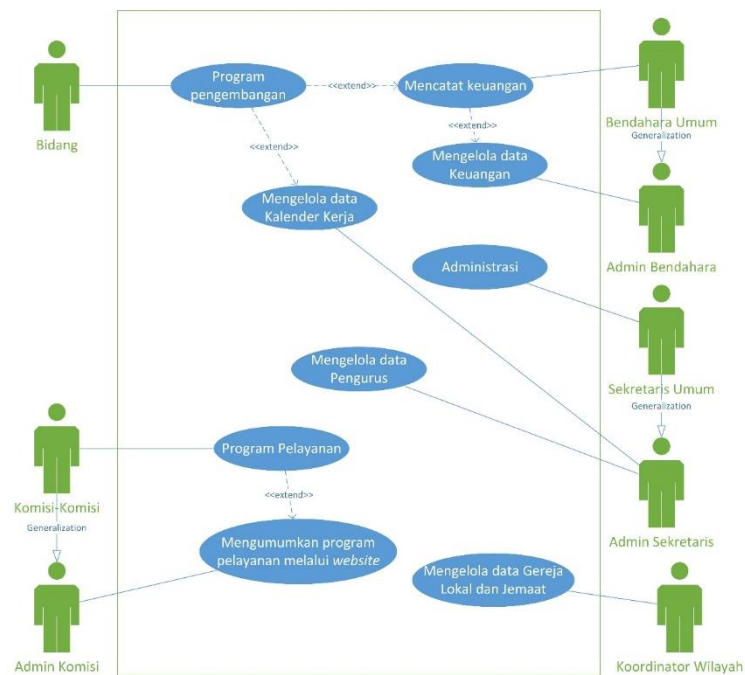 Program
pengembangan
<<extend>>
Mencatat keuangan
Bidang
Bendahara Umum
Generalization
<<extend>>
<<extend>>
Mengelola data
Keuangan
Mengelola data
Kalender Kerja
Admin Bendahara
Administrasi
Mengelola data
Pengurus
Sekretaris Umum
Generalization
Program Pelayanan
Komisi-Komisi
<<extend>>
Generalization
Admin Sekretaris
Mengumumkan program
pelayanan melalui website
Mengelola data Gereja
Lokal dan Jemaat
Admin Komisi
Koordinator Wilayah